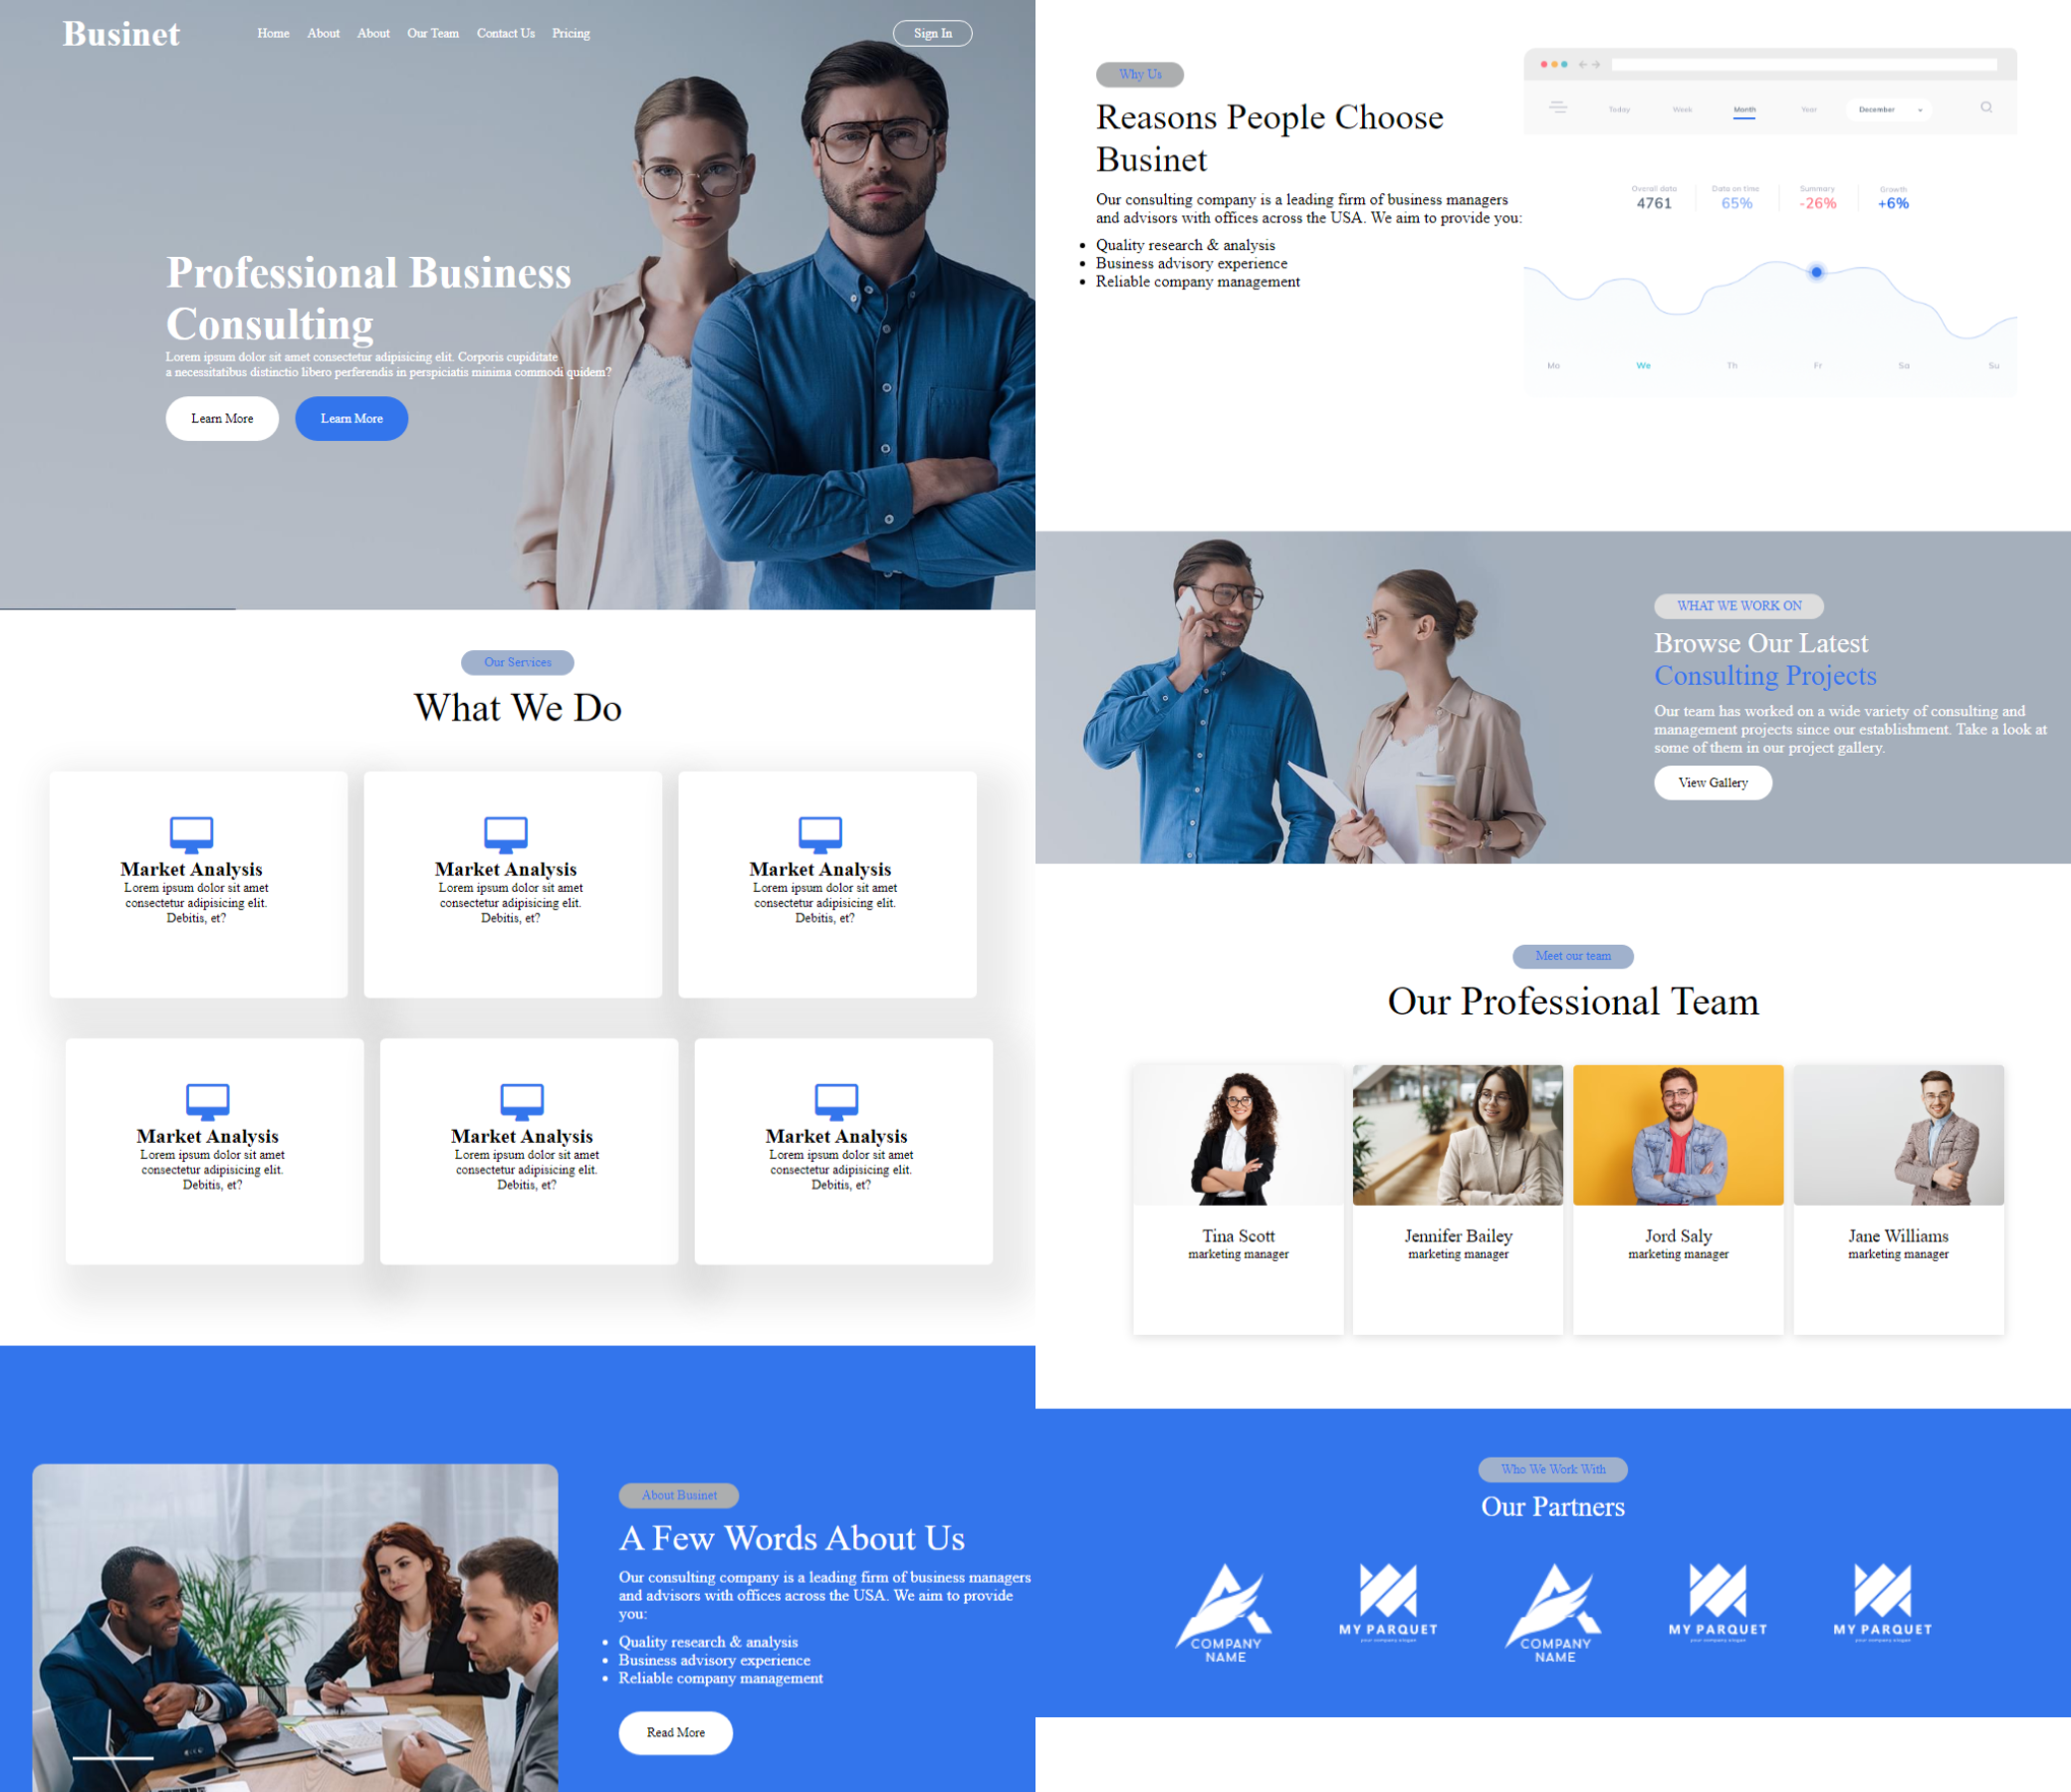 Businet
Home About About Our Team Contact Us Pricing
Sign In
Professional Business
Consulting
Lorem ipsum dolor sit amet consectetur adipisicing elit. Corporis cupiditate
a necessitatibus distinctio libero perferendis in perspiciatis minima commodi quidem?
Learn More
Learn More
Our Services
What We Do
Market Analysis
Lorem ipsum dolor sit amet
consectetur adipisicing elit.
Debitis, et?
Market Analysis
Lorem ipsum dolor sit amet
consectetur adipisicing elit.
Debitis, et?
Market Analysis
Lorem ipsum dolor sit amet
consectetur adipisicing elit.
Debitis, et?
Market Analysis
Lorem ipsum dolor sit amet
consectetur adipisicing elit.
Debitis, et?
Market Analysis
Lorem ipsum dolor sit amet
consectetur adipisicing elit.
Debitis, et?
Market Analysis
Lorem ipsum dolor sit amet
consectetur adipisicing elit.
Debitis, et?
About Businet
A Few Words About Us
Our consulting company is a leading firm of business managers
and advisors with offices across the USA. We aim to provide
you:
Quality research & analysis
Business advisory experience
Reliable company management
Read More
Why Us
Reasons People Choose
Businet
Our consulting company is a leading firm of business managers
and advisors with offices across the USA. We aim to provide you:
Quality research & analysis
Business advisory experience
Reliable company management
Today Week Month Year December
Overall data Data on time Summary Growth
4761 65% -26% +6%
Mo We Th Fr Sa Su
WHAT WE WORK ON
Browse Our Latest
Consulting Projects
Our team has worked on a wide variety of consulting and
management projects since our establishment. Take a look at
some of them in our project gallery.
View Gallery
Meet our team
Our Professional Team
Tina Scott
marketing manager
Jennifer Bailey
marketing manager
Jord Saly
marketing manager
Jane Williams
marketing manager
Who We Work With
Our Partners
COMPANY
NAME
MY PARQUET
your company slogan
COMPANY
NAME
MY PARQUET
your company slogan
MY PARQUET
your company slogan